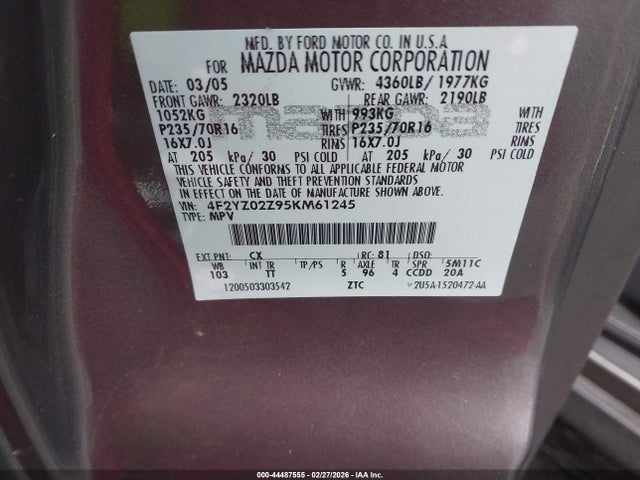 MFD. BY FORD MOTOR CO. IN U.S.A
FOR MAZDA MOTOR CORPORATION
DATE: 03/05 GVWR: 4360LB/1977KG
FRONT GAWR: 2320LB REAR GAWR: 2190LB
1052KG WITH 993KG WITH
P235/70R16 TIRES P235/70R16 TIRES
16X7.0J RIMS 16X7.0J RIMS
AT 205 kPa/30 PSI COLD AT 205 kPa/30 PSI COLD
THIS VEHICLE CONFORMS TO ALL APPLICABLE FEDERAL MOTOR
VEHICLE SAFETY AND THEFT PREVENTION STANDARDS
IN EFFECT ON THE DATE OF MANUFACTURE SHOWN ABOVE.
VIN: 4F2YZ02Z95KM61245
TYPE: MPV
EXT PNT: CX RC: 81 DSO:
WB INT TR TP/PS R AXLE TR SPR 5M11C
103 TT 5 96 4 CCDD 20A
1200503303542 ZTC 2U5A-1520472-AA
000-44487555 - 02/27/2026 - IAA Inc.